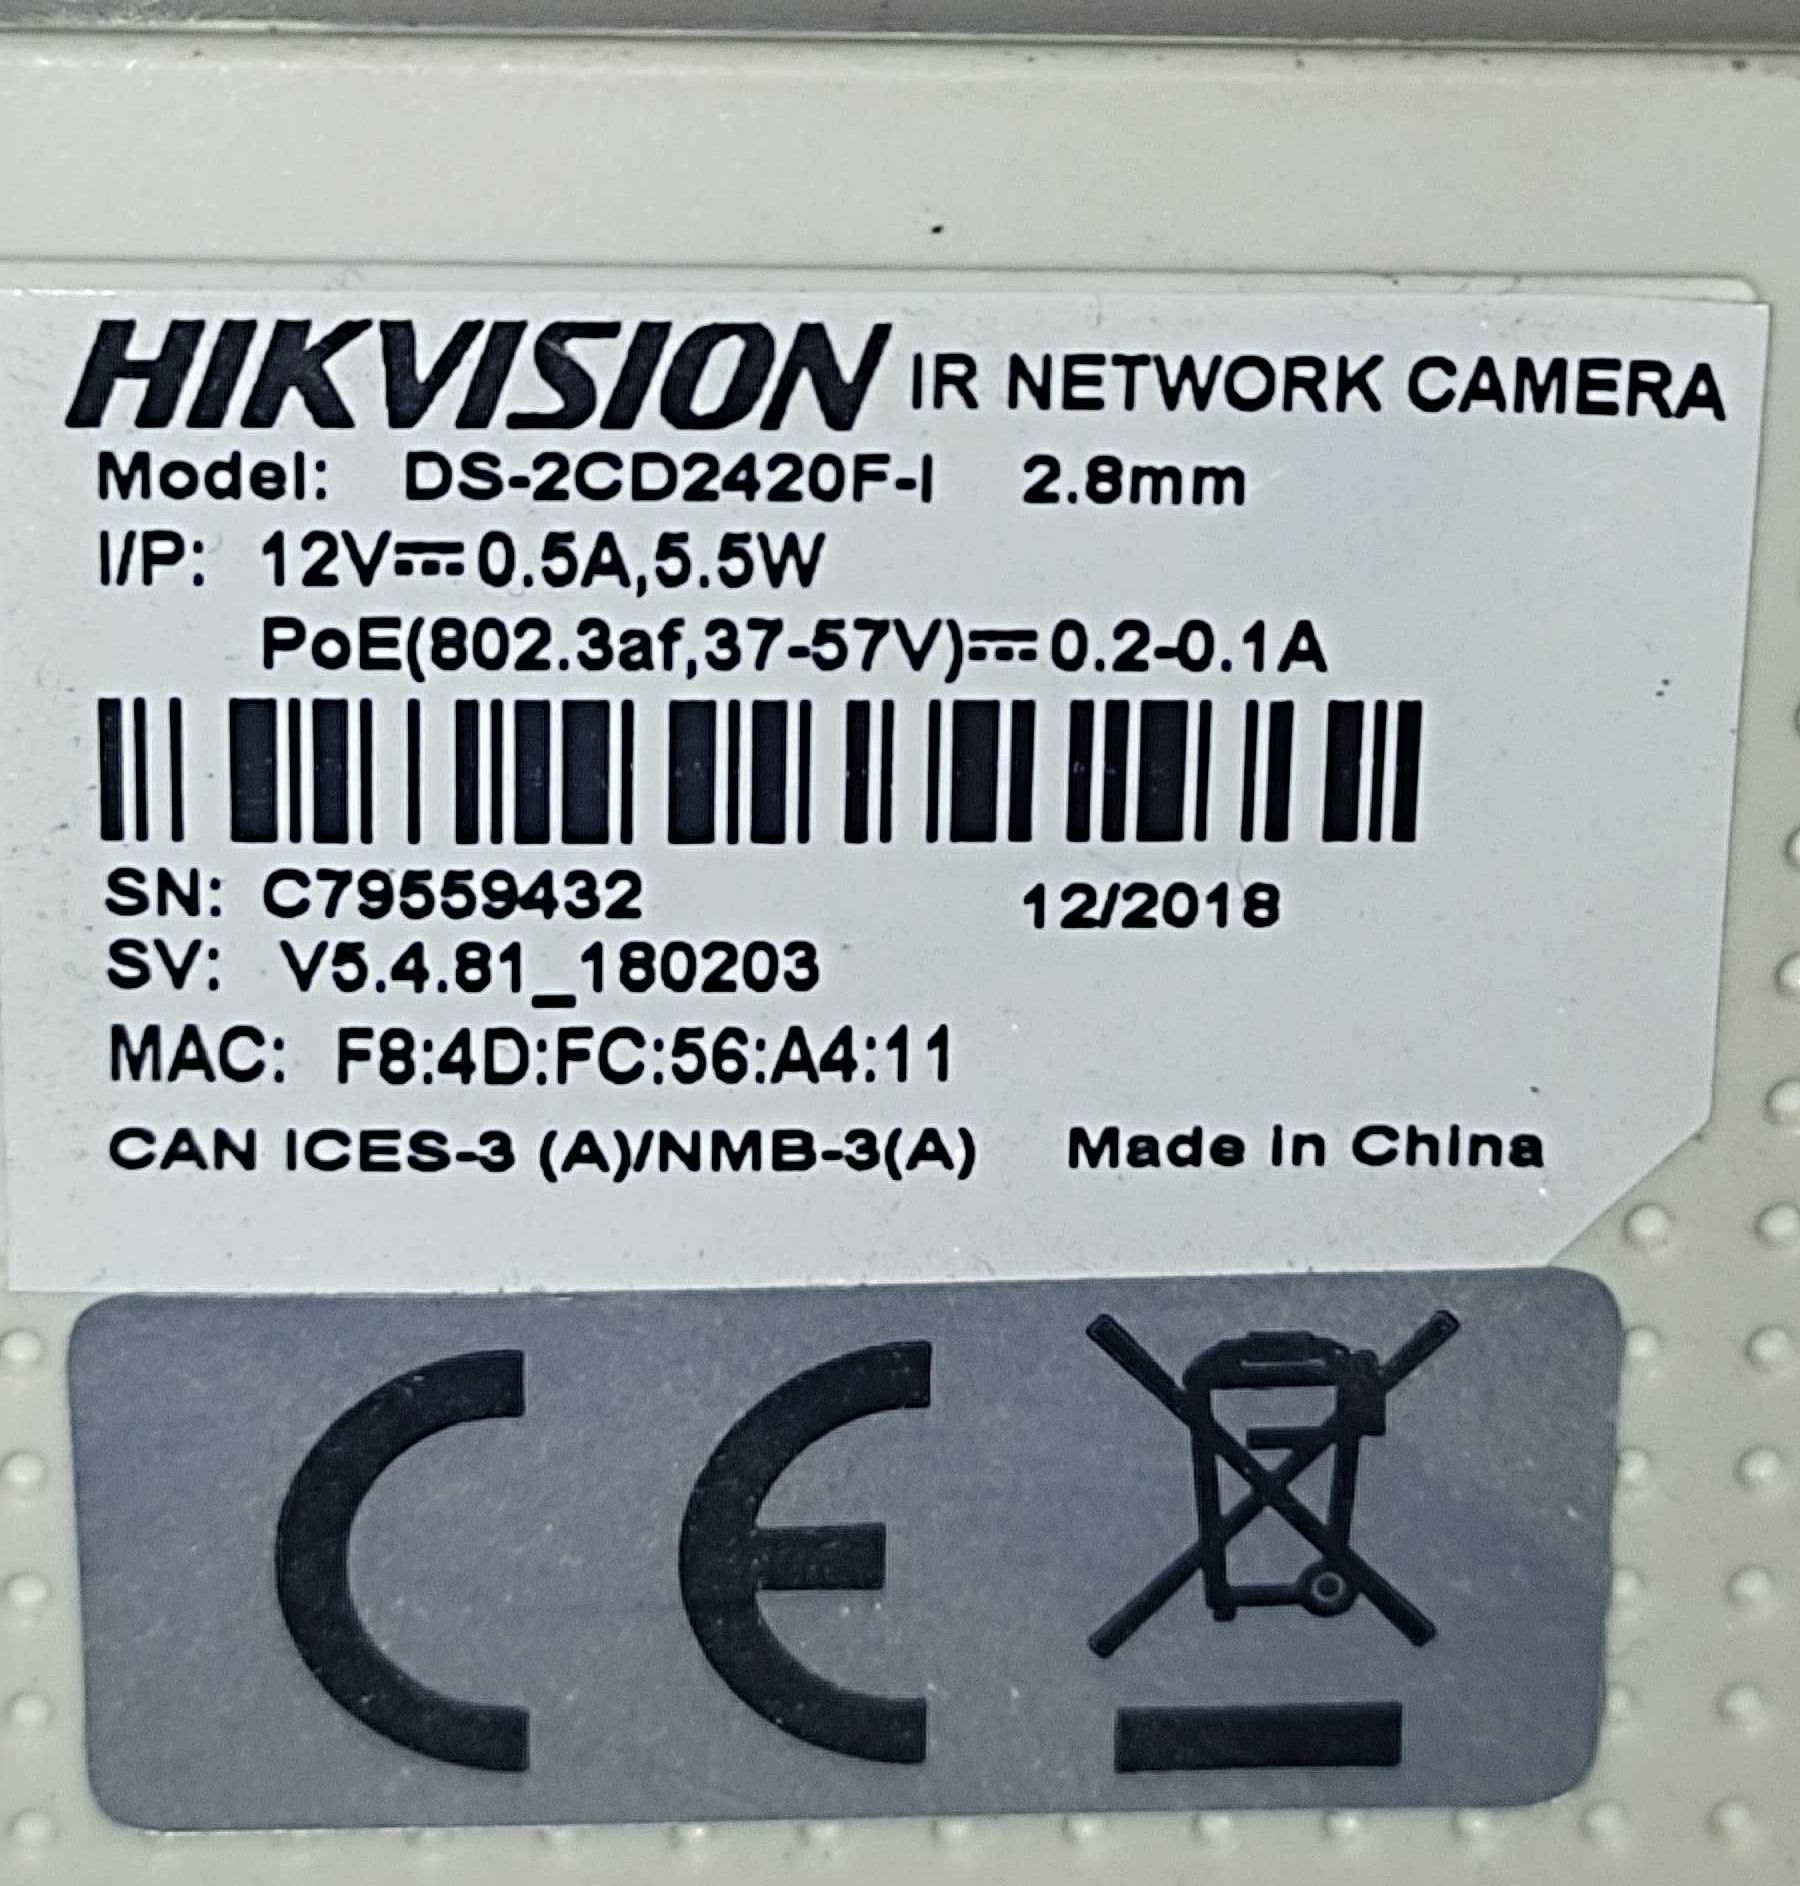 HIKVISION IR NETWORK CAMERA
Model: DS-2CD2420F-I 2.8mm
I/P: 12V⎓0.5A,5.5W
PoE(802.3af,37-57V)⎓0.2-0.1A
SN: C79559432 12/2018
SV: V5.4.81_180203
MAC: F8:4D:FC:56:A4:11
CAN ICES-3 (A)/NMB-3(A) Made in China
CE